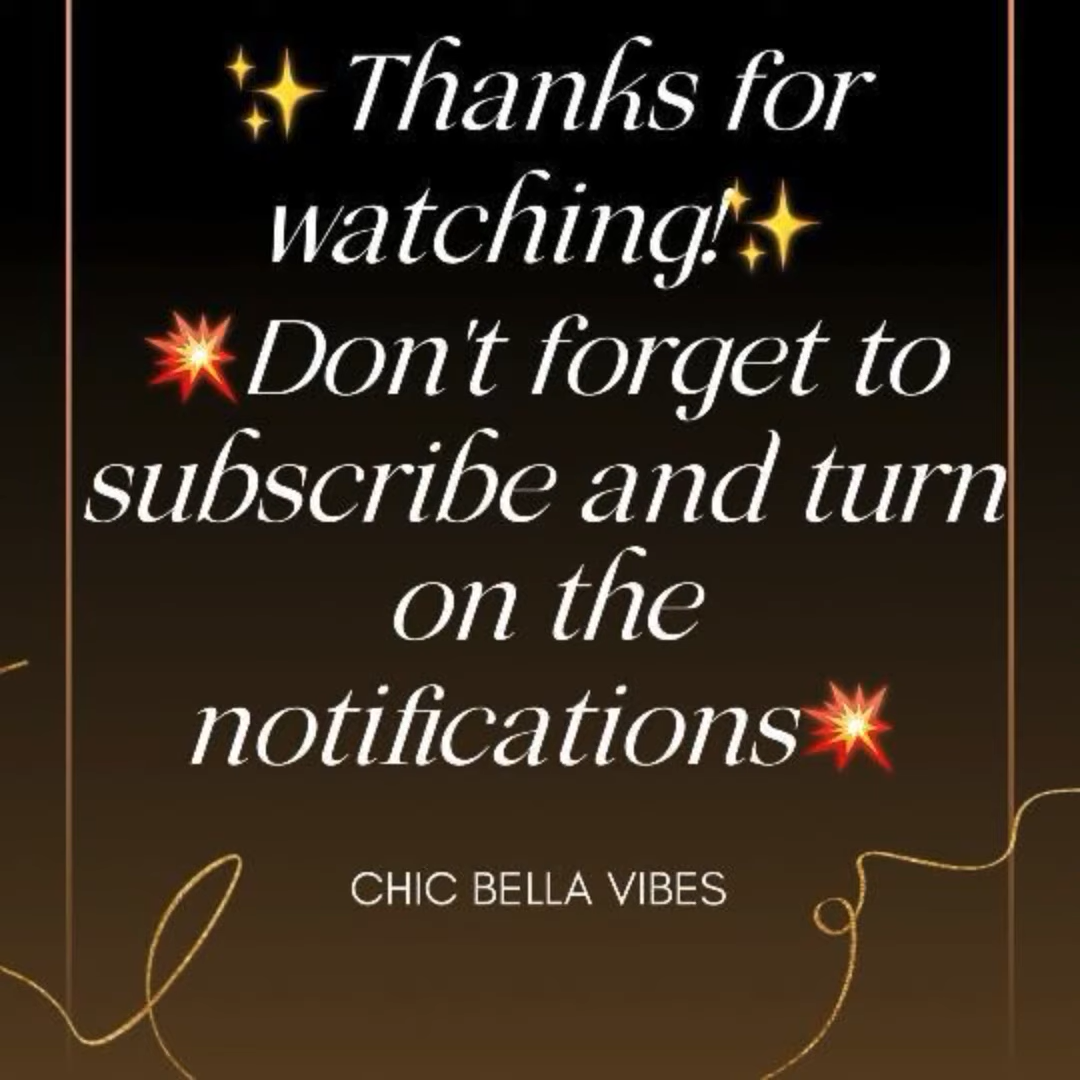 ✨Thanks for
watching!✨
💥Don't forget to
subscribe and turn
on the
notifications💥
CHIC BELLA VIBES